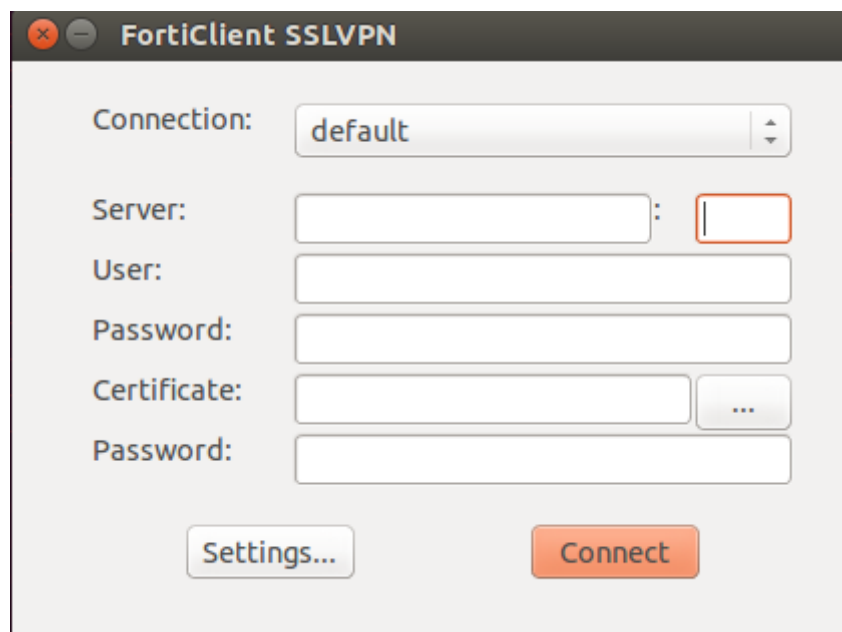 FortiClient SSLVPN
Connection: default
Server: :
User:
Password:
Certificate: ...
Password:
Settings... Connect